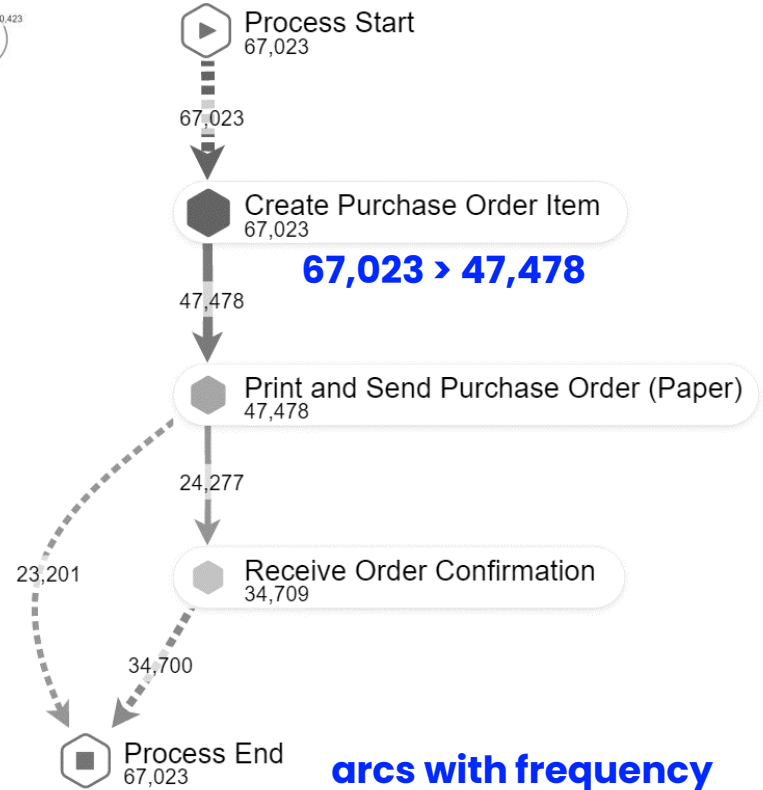 0,423
Process Start
67,023
67,023
Create Purchase Order Item
67,023
67,023 > 47,478
47,478
Print and Send Purchase Order (Paper)
47,478
24,277
23,201
Receive Order Confirmation
34,709
34,700
Process End
67,023
arcs with frequency